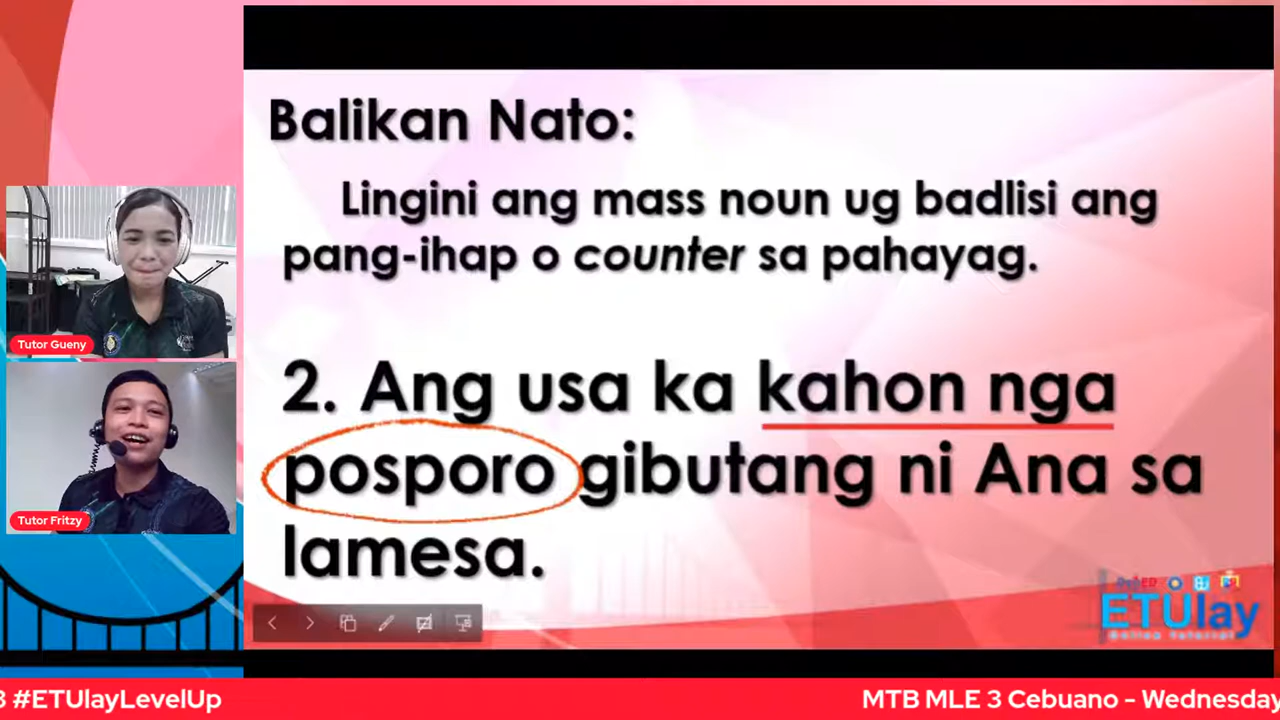 Balikan Nato:
Lingini ang mass noun ug badlisi ang
pang-ihap o counter sa pahayag.
2. Ang usa ka kahon nga
posporo gibutang ni Ana sa
lamesa.
Tutor Gueny
Tutor Fritzy
ETUlay
3 #ETUlayLevelUp
MTB MLE 3 Cebuano - Wednesday